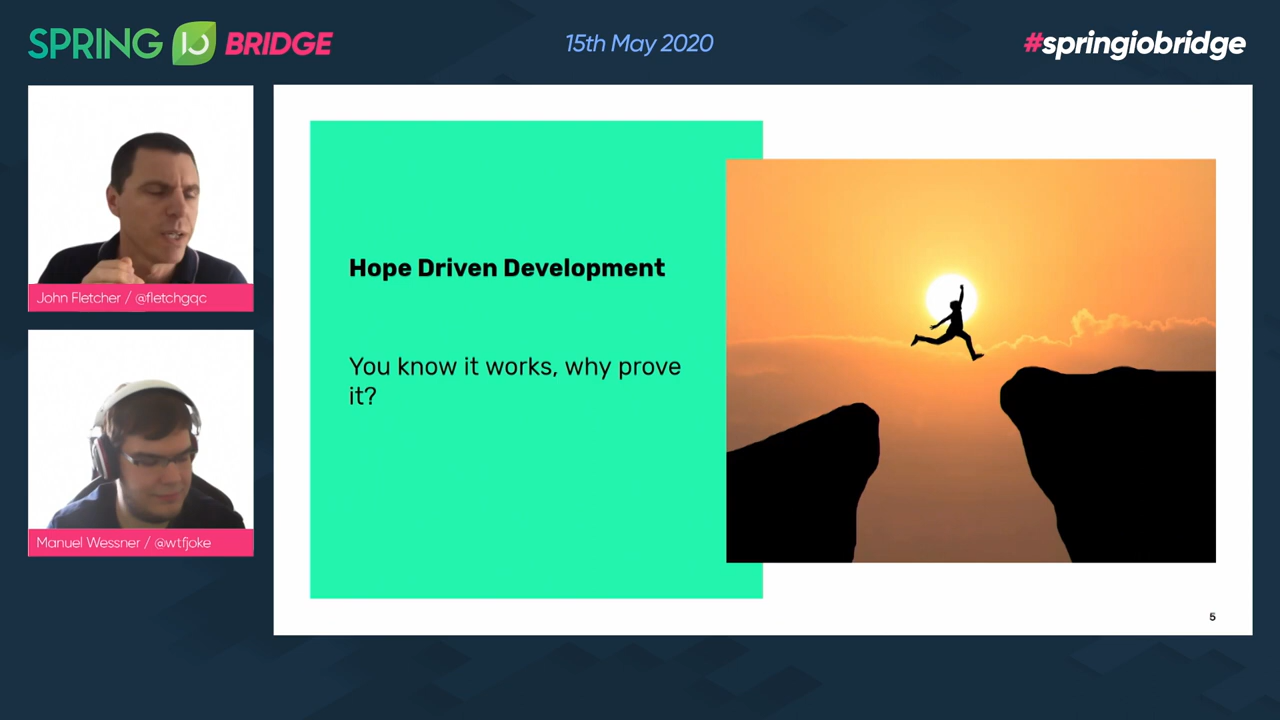 SPRING IO BRIDGE
15th May 2020
#springiobridge
John Fletcher / @fletchgqc
Manuel Wessner / @wtfjoke
Hope Driven Development
You know it works, why prove
it?
5